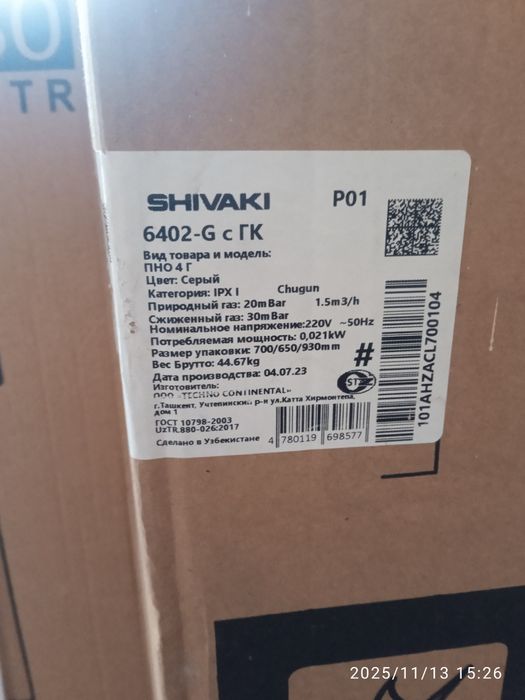 TR
SHIVAKI P01
6402-G с ГК
Вид товара и модель:
ПНО 4 Г
Цвет: Серый
Категория: IPX I Chugun
Природный газ: 20mBar 1.5m3/h
Сжиженный газ: 30mBar
Номинальное напряжение:220V ~50Hz
Потребляемая мощность: 0,021kW
Размер упаковки: 700/650/930mm
Вес Брутто: 44.67kg #
Дата производства: 04.07.23
Изготовитель:
ООО «TECHNO CONTINENTAL»
г.Ташкент, Учтепинский р-н ул.Катта Хирмонтепа,
дом 1
ГОСТ 10798-2003
UzTR.880-026:2017
Сделано в Узбекистане
4 780119 698577
101AHZACL700104
2025/11/13 15:26